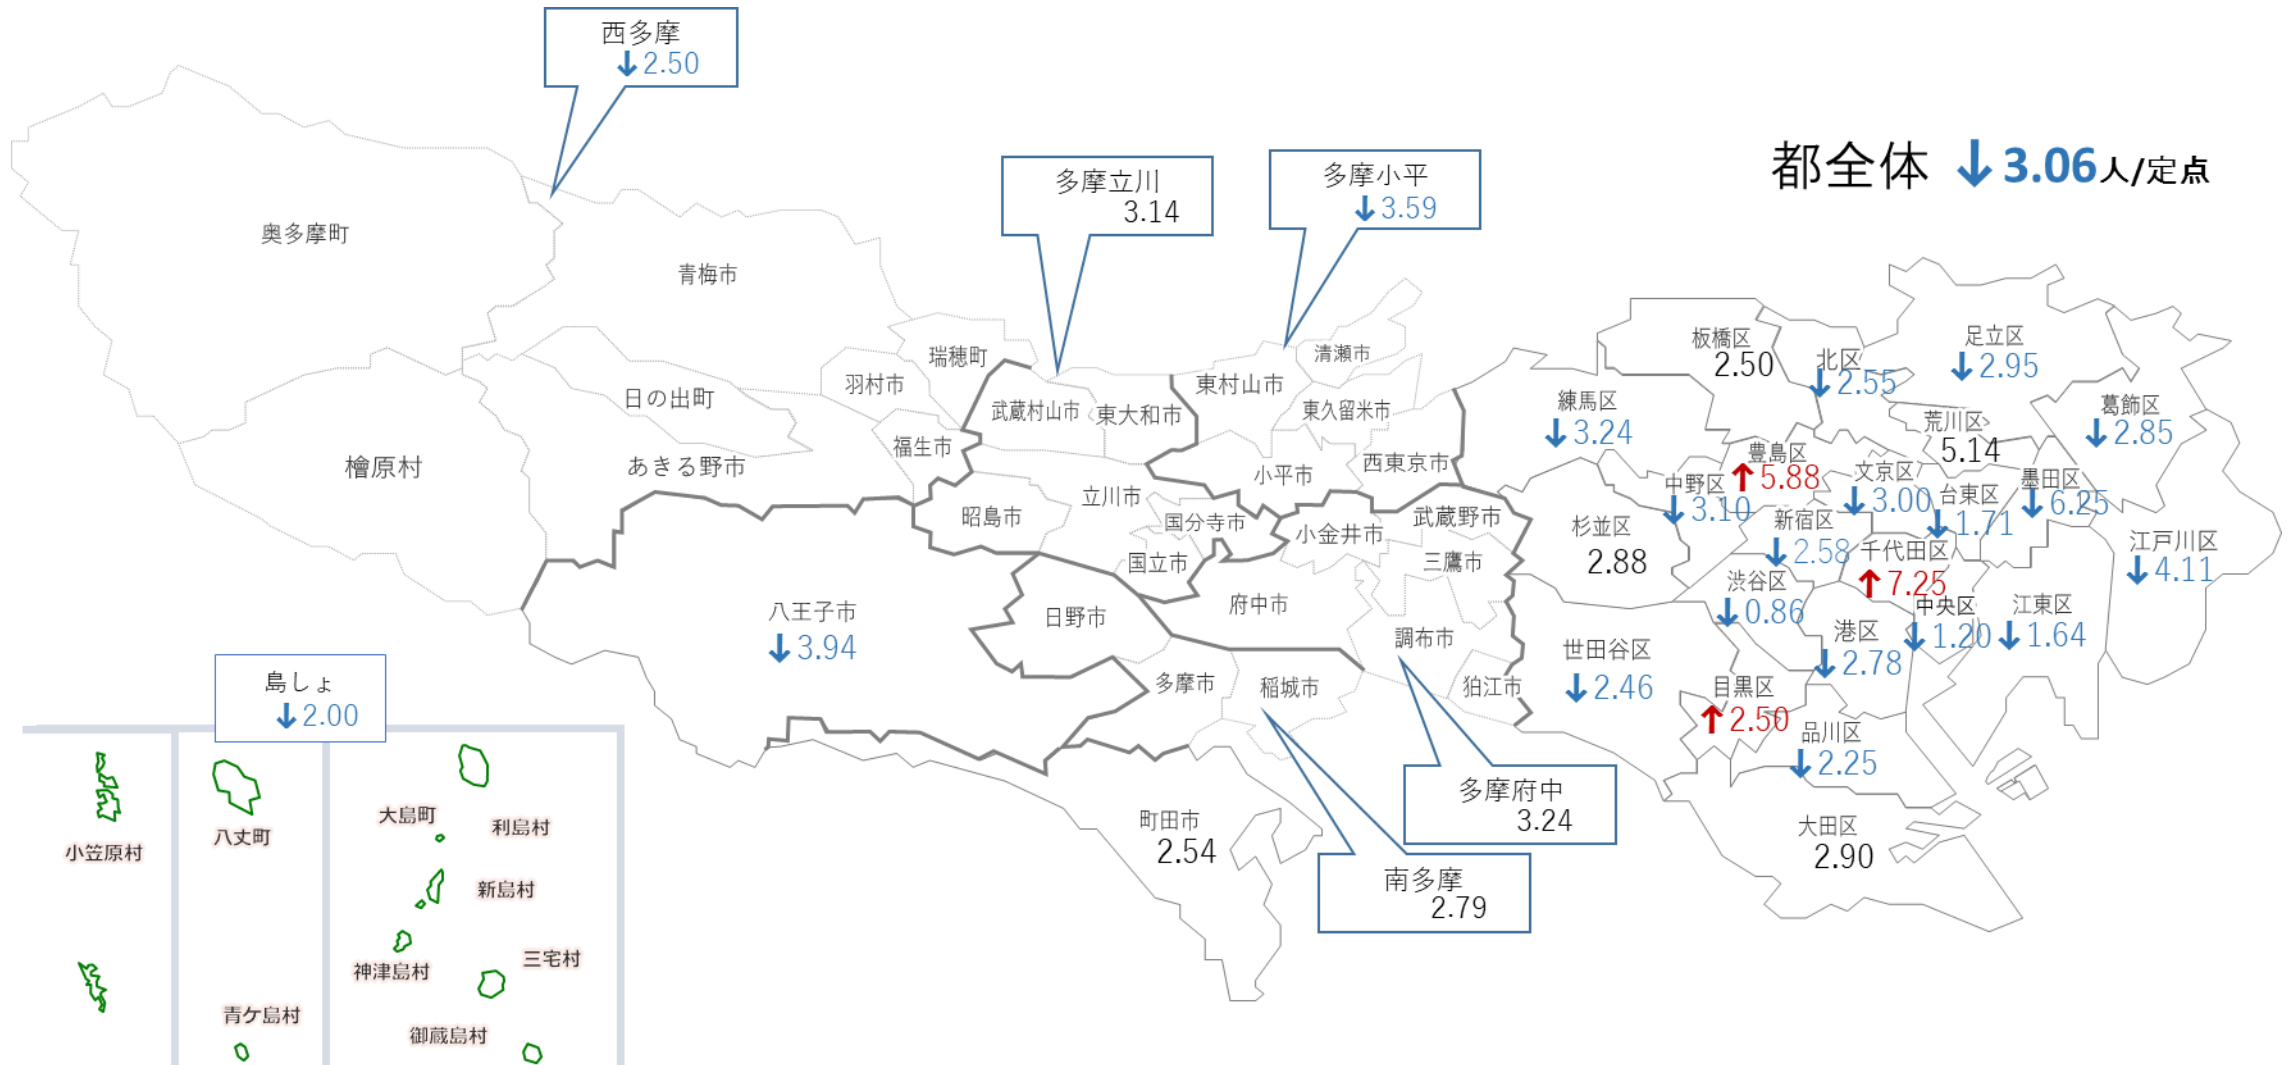 西多摩
↓2.50
多摩立川
3.14
多摩小平
↓3.59
都全体 ↓3.06人/定点
奥多摩町
青梅市
瑞穂町
羽村市
日の出町
福生市
あきる野市
檜原村
武蔵村山市
東大和市
東村山市
清瀬市
東久留米市
小平市
西東京市
立川市
昭島市
国分寺市
国立市
小金井市
武蔵野市
三鷹市
府中市
調布市
狛江市
日野市
多摩市
稲城市
八王子市
↓3.94
町田市
2.54
多摩府中
3.24
南多摩
2.79
板橋区
2.50
北区
↓2.55
足立区
↓2.95
練馬区
↓3.24
荒川区
5.14
葛飾区
↓2.85
豊島区
↑5.88
中野区
↓3.10
文京区
↓3.00
台東区
↓1.71
墨田区
↓6.25
杉並区
2.88
新宿区
↓2.58
千代田区
↑7.25
江戸川区
↓4.11
渋谷区
↓0.86
中央区
↓1.20
江東区
↓1.64
港区
↓2.78
世田谷区
↓2.46
目黒区
↑2.50
品川区
↓2.25
大田区
2.90
島しょ
↓2.00
小笠原村
八丈町
青ケ島村
大島町
利島村
新島村
神津島村
三宅村
御蔵島村